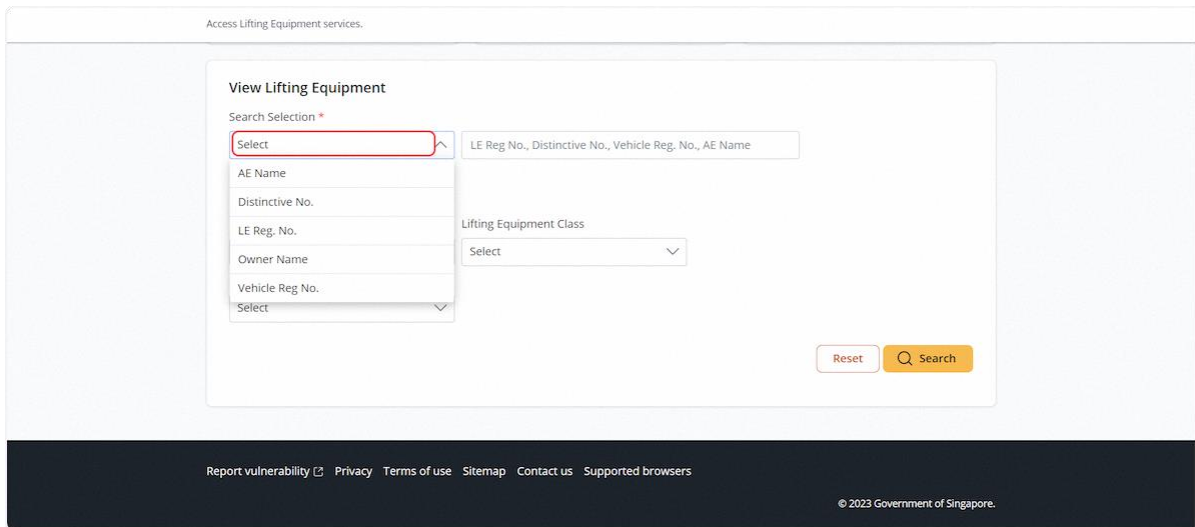 Access Lifting Equipment services.
View Lifting Equipment
Search Selection *
Select
LE Reg No., Distinctive No., Vehicle Reg. No., AE Name
AE Name
Distinctive No.
LE Reg. No.
Owner Name
Vehicle Reg No.
Lifting Equipment Class
Select
Select
Reset
Search
Report vulnerability Privacy Terms of use Sitemap Contact us Supported browsers
© 2023 Government of Singapore.